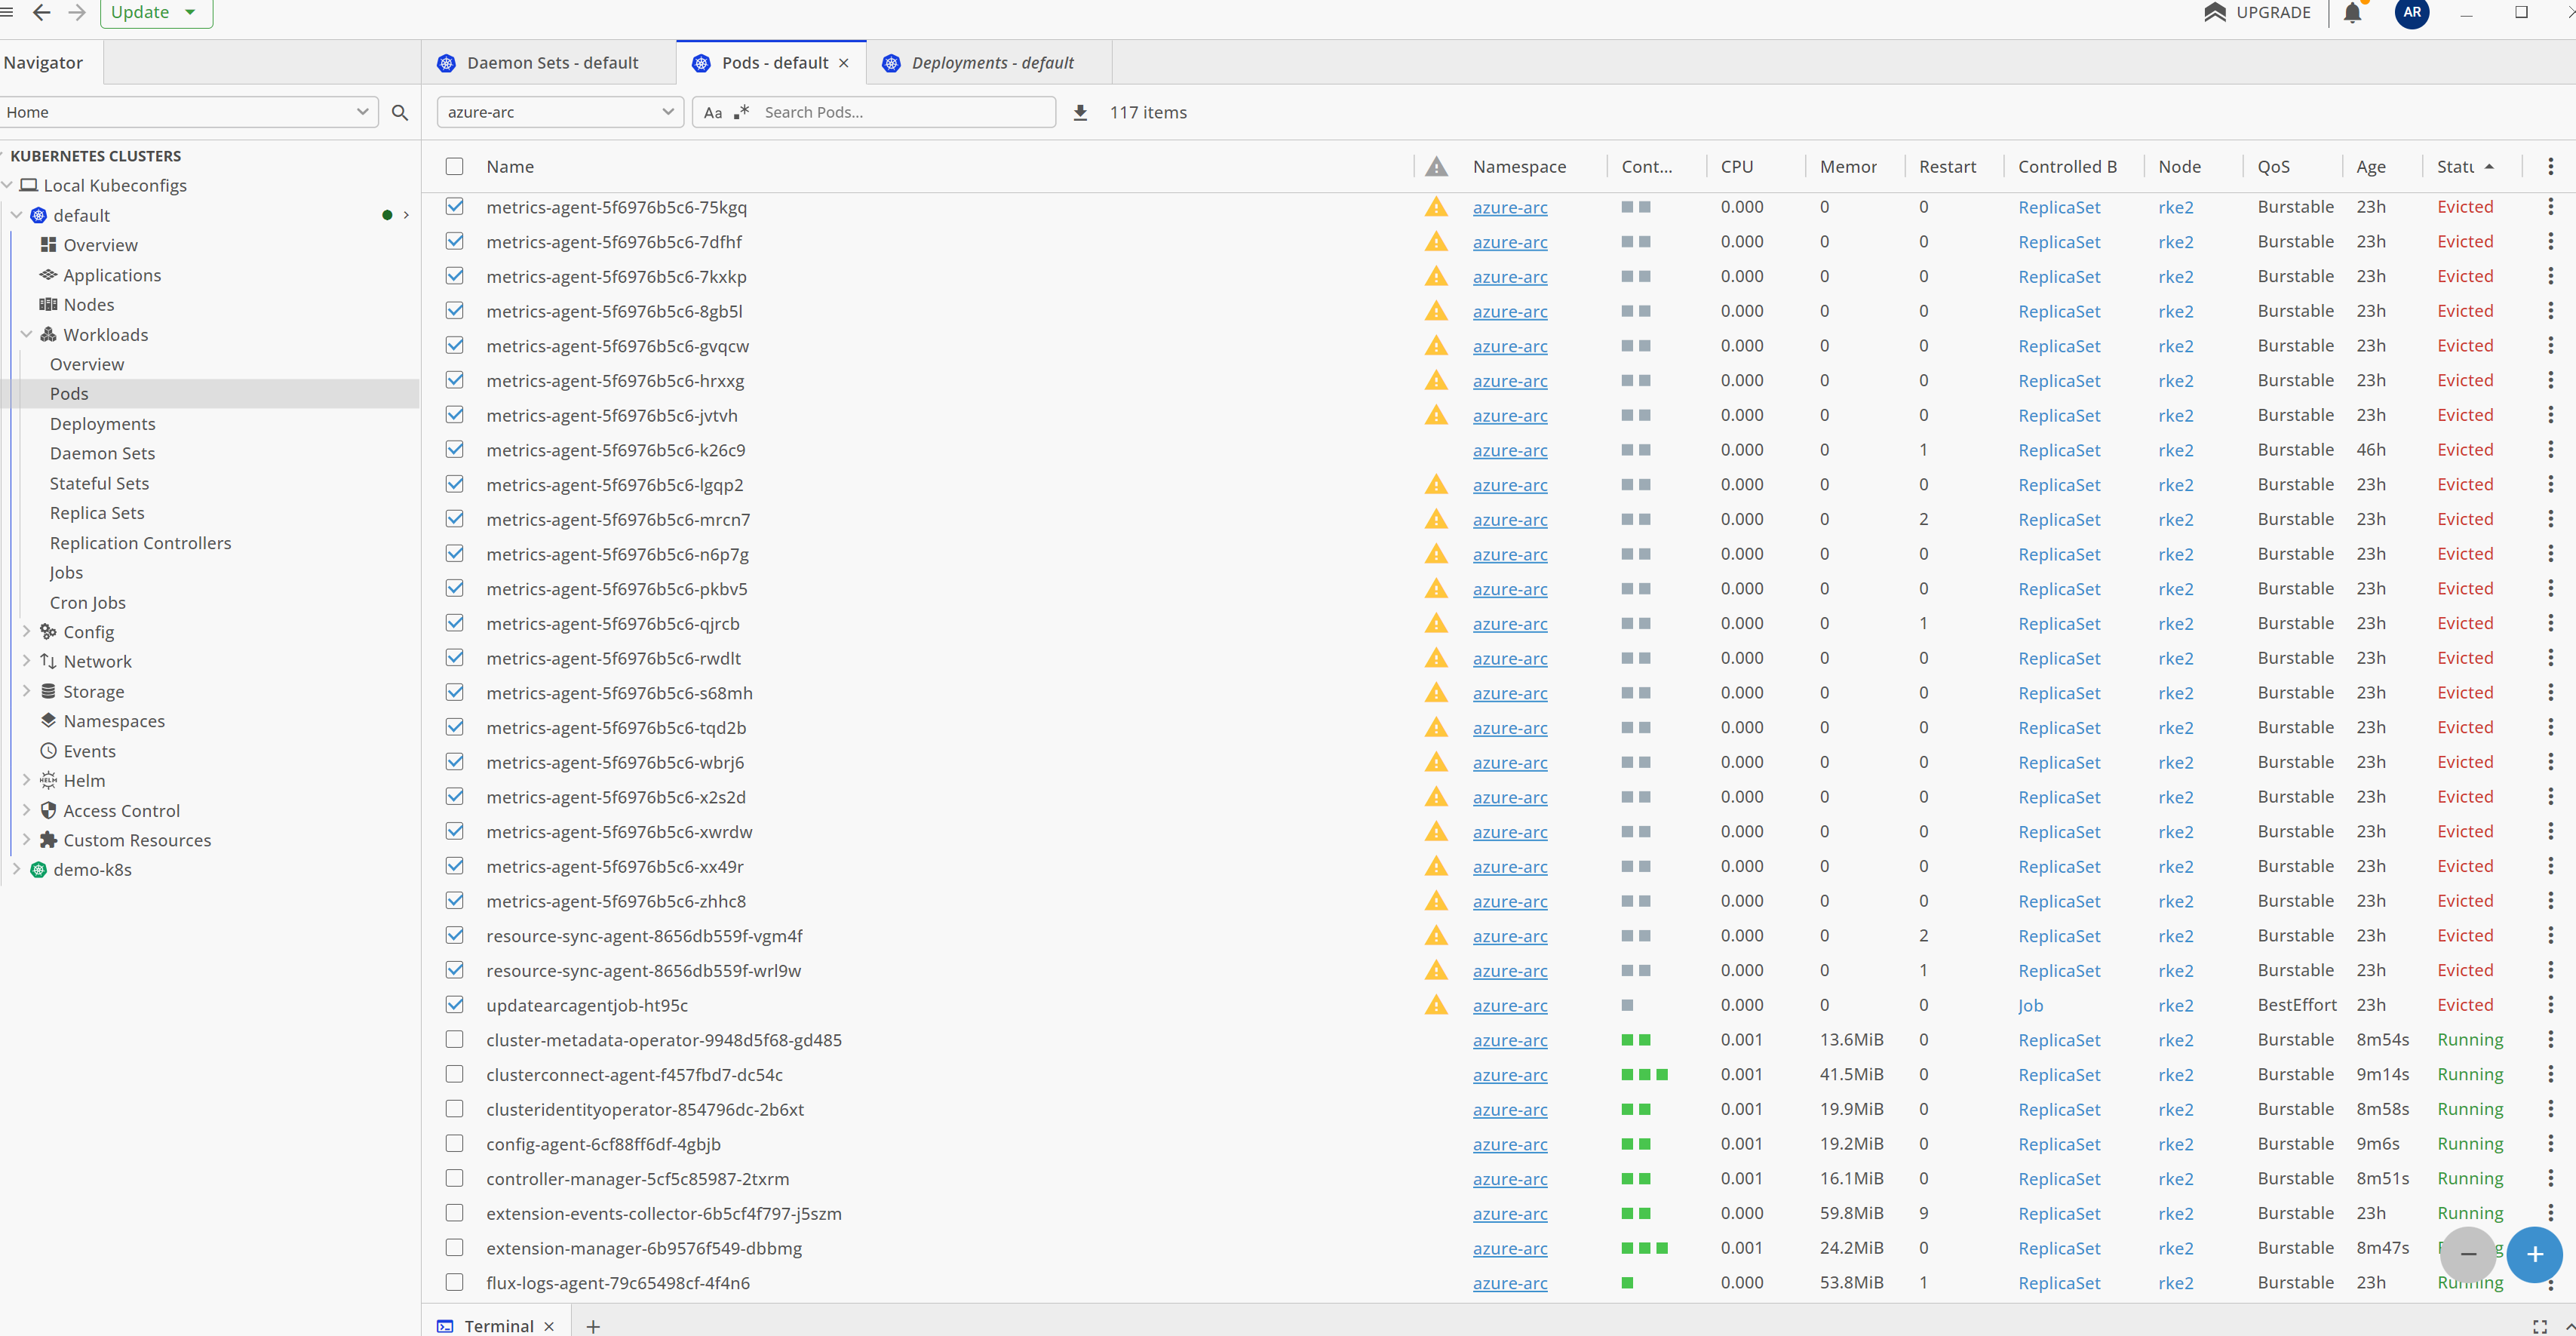 Update
UPGRADE
AR
Navigator
Daemon Sets - default
Pods - default
Deployments - default
Home
azure-arc
Aa
.*
Search Pods...
117 items
KUBERNETES CLUSTERS
Local Kubeconfigs
default
Overview
Applications
Nodes
Workloads
Overview
Pods
Deployments
Daemon Sets
Stateful Sets
Replica Sets
Replication Controllers
Jobs
Cron Jobs
Config
Network
Storage
Namespaces
Events
HELM
Helm
Access Control
Custom Resources
demo-k8s
Name Namespace Cont... CPU Memor Restart Controlled B Node QoS Age Statu
metrics-agent-5f6976b5c6-75kgq azure-arc 0.000 0 0 ReplicaSet rke2 Burstable 23h Evicted
metrics-agent-5f6976b5c6-7dfhf azure-arc 0.000 0 0 ReplicaSet rke2 Burstable 23h Evicted
metrics-agent-5f6976b5c6-7kxkp azure-arc 0.000 0 0 ReplicaSet rke2 Burstable 23h Evicted
metrics-agent-5f6976b5c6-8gb5l azure-arc 0.000 0 0 ReplicaSet rke2 Burstable 23h Evicted
metrics-agent-5f6976b5c6-gvqcw azure-arc 0.000 0 0 ReplicaSet rke2 Burstable 23h Evicted
metrics-agent-5f6976b5c6-hrxxg azure-arc 0.000 0 0 ReplicaSet rke2 Burstable 23h Evicted
metrics-agent-5f6976b5c6-jvtvh azure-arc 0.000 0 0 ReplicaSet rke2 Burstable 23h Evicted
metrics-agent-5f6976b5c6-k26c9 azure-arc 0.000 0 1 ReplicaSet rke2 Burstable 46h Evicted
metrics-agent-5f6976b5c6-lgqp2 azure-arc 0.000 0 0 ReplicaSet rke2 Burstable 23h Evicted
metrics-agent-5f6976b5c6-mrcn7 azure-arc 0.000 0 2 ReplicaSet rke2 Burstable 23h Evicted
metrics-agent-5f6976b5c6-n6p7g azure-arc 0.000 0 0 ReplicaSet rke2 Burstable 23h Evicted
metrics-agent-5f6976b5c6-pkbv5 azure-arc 0.000 0 0 ReplicaSet rke2 Burstable 23h Evicted
metrics-agent-5f6976b5c6-qjrcb azure-arc 0.000 0 1 ReplicaSet rke2 Burstable 23h Evicted
metrics-agent-5f6976b5c6-rwdlt azure-arc 0.000 0 0 ReplicaSet rke2 Burstable 23h Evicted
metrics-agent-5f6976b5c6-s68mh azure-arc 0.000 0 0 ReplicaSet rke2 Burstable 23h Evicted
metrics-agent-5f6976b5c6-tqd2b azure-arc 0.000 0 0 ReplicaSet rke2 Burstable 23h Evicted
metrics-agent-5f6976b5c6-wbrj6 azure-arc 0.000 0 0 ReplicaSet rke2 Burstable 23h Evicted
metrics-agent-5f6976b5c6-x2s2d azure-arc 0.000 0 0 ReplicaSet rke2 Burstable 23h Evicted
metrics-agent-5f6976b5c6-xwrdw azure-arc 0.000 0 0 ReplicaSet rke2 Burstable 23h Evicted
metrics-agent-5f6976b5c6-xx49r azure-arc 0.000 0 0 ReplicaSet rke2 Burstable 23h Evicted
metrics-agent-5f6976b5c6-zhhc8 azure-arc 0.000 0 0 ReplicaSet rke2 Burstable 23h Evicted
resource-sync-agent-8656db559f-vgm4f azure-arc 0.000 0 2 ReplicaSet rke2 Burstable 23h Evicted
resource-sync-agent-8656db559f-wrl9w azure-arc 0.000 0 1 ReplicaSet rke2 Burstable 23h Evicted
updatearcagentjob-ht95c azure-arc 0.000 0 0 Job rke2 BestEffort 23h Evicted
cluster-metadata-operator-9948d5f68-gd485 azure-arc 0.001 13.6MiB 0 ReplicaSet rke2 Burstable 8m54s Running
clusterconnect-agent-f457fbd7-dc54c azure-arc 0.001 41.5MiB 0 ReplicaSet rke2 Burstable 9m14s Running
clusteridentityoperator-854796dc-2b6xt azure-arc 0.001 19.9MiB 0 ReplicaSet rke2 Burstable 8m58s Running
config-agent-6cf88ff6df-4gbjb azure-arc 0.001 19.2MiB 0 ReplicaSet rke2 Burstable 9m6s Running
controller-manager-5cf5c85987-2txrm azure-arc 0.001 16.1MiB 0 ReplicaSet rke2 Burstable 8m51s Running
extension-events-collector-6b5cf4f797-j5szm azure-arc 0.000 59.8MiB 9 ReplicaSet rke2 Burstable 23h Running
extension-manager-6b9576f549-dbbmg azure-arc 0.001 24.2MiB 0 ReplicaSet rke2 Burstable 8m47s
flux-logs-agent-79c65498cf-4f4n6 azure-arc 0.000 53.8MiB 1 ReplicaSet rke2 Burstable 23h Running
Terminal